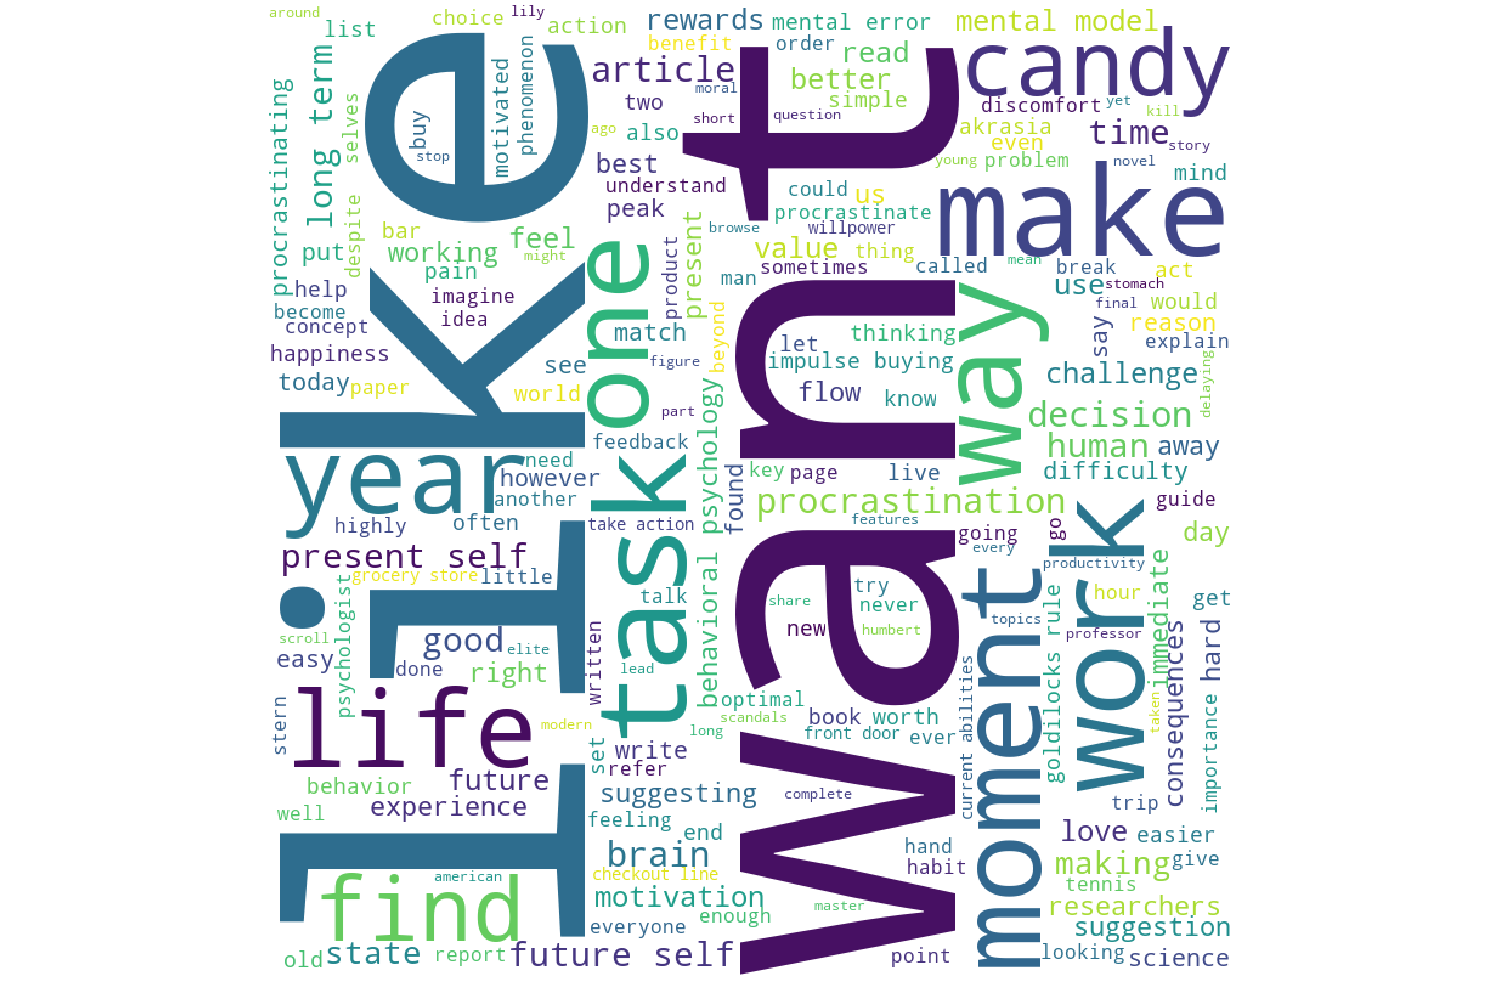 around
list
choice
lily
action
rewards
mental error
mental model
benefit
order
read
candy
article
moral
better
simple
discomfort
yet
kill
two
short
question
akrasia
time
story
ago
also
even
young
problem
novel
mind
best
understand
could
us
make
peak
procrastinate
browse
willpower
value
thing
procrastinating
long term
selves
buy
stop
motivated
phenomenon
like
want
put
despite
bar
working
feel
might
pain
help
become
imagine
concept
idea
happiness
today
paper
see
world
one
product
present
man
sometimes
called
mean
break
act
use
stomach
final
would
reason
say
explain
match
beyond
let
thinking
impulse buying
figure
flow
know
way
challenge
delaying
part
decision
human
away
year
need
however
another
feedback
task
behavioral psychology
found
key
page
live
difficulty
procrastination
guide
highly
often
take action
features
going
every
go
day
present self
grocery store
little
productivity
work
immediate
psychologist
talk
try
never
share
new
humbert
moment
topics
goldilocks rule
hour
get
professor
scroll
easy
good
elite
done
right
written
lead
consequences
hard
stern
life
modern
optimal
scandals
long
book
worth
front door
ever
current abilities
taken
importance
set
write
refer
behavior
future
experience
well
suggesting
complete
trip
feeling
end
love
easier
brain
hand
habit
making
give
american
checkout line
tennis
find
motivation
enough
master
researchers
everyone
suggestion
old
state
report
future self
point
looking
science